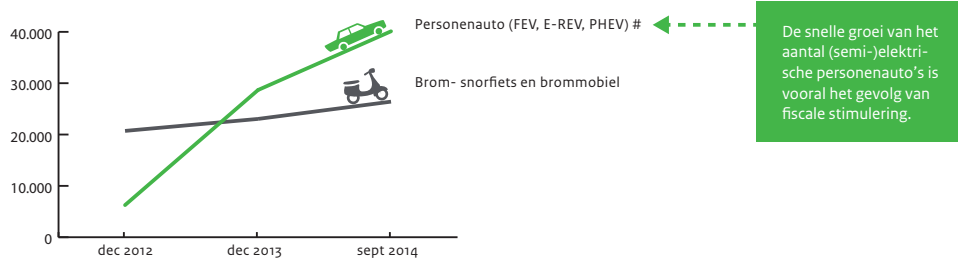 40.000
30.000
20.000
10.000
0
dec 2012
dec 2013
sept 2014
Personenauto (FEV, E-REV, PHEV) #
Brom- snorfiets en brommobiel
De snelle groei van het
aantal (semi-)elektri-
sche personenauto's is
vooral het gevolg van
fiscale stimulering.